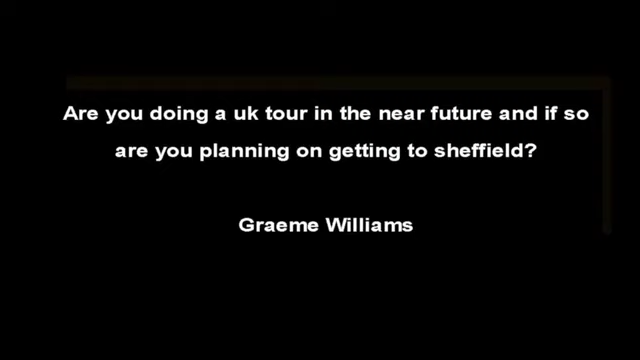 Are you doing a uk tour in the near future and if so
are you planning on getting to sheffield?
Graeme Williams